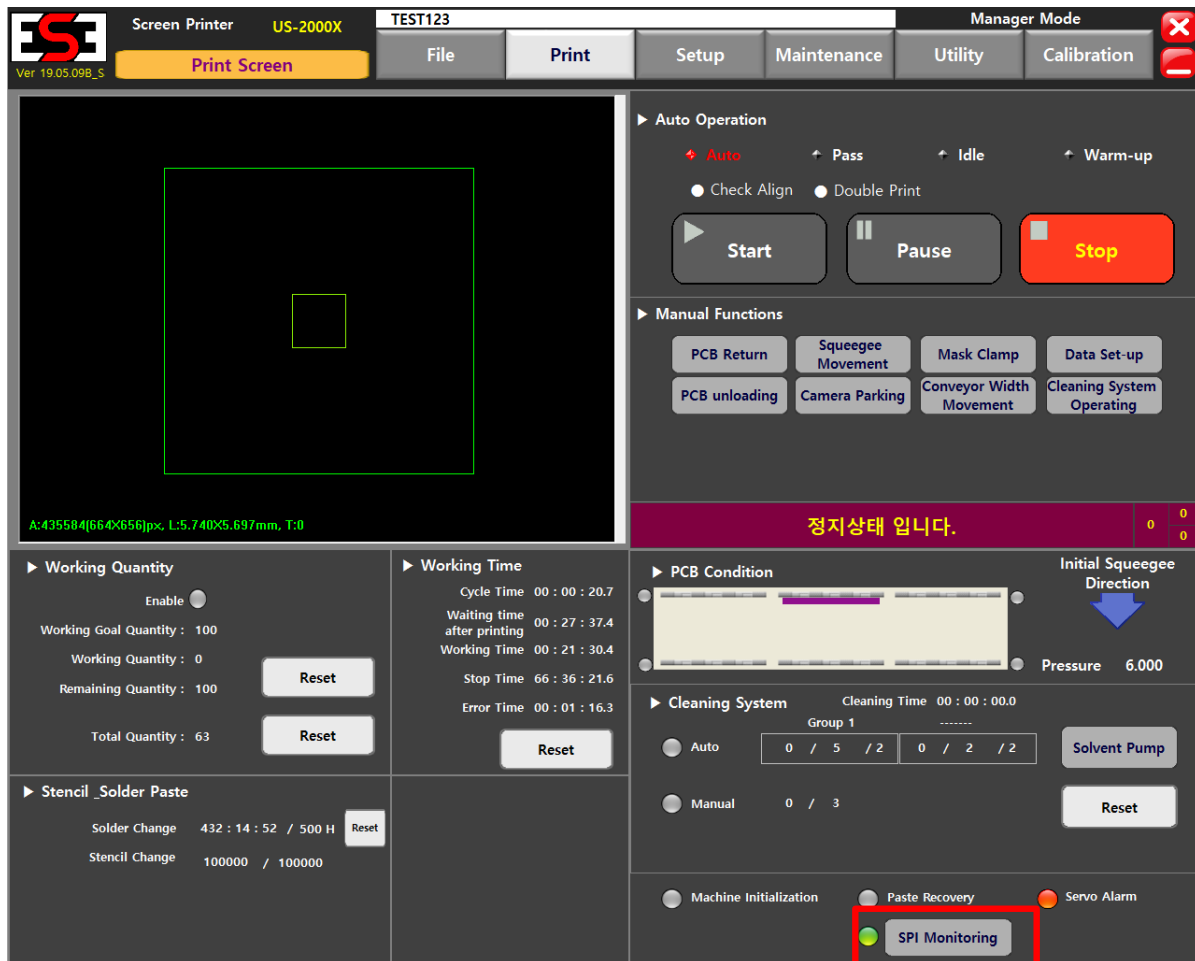 Screen Printer US-2000X
TEST123
Manager Mode
ESE
Ver 19.05.09B_S
Print Screen
File Print Setup Maintenance Utility Calibration
▶ Auto Operation
Auto Pass Idle Warm-up
Check Align Double Print
Start Pause Stop
▶ Manual Functions
PCB Return
Squeegee
Movement
Mask Clamp
Data Set-up
PCB unloading
Camera Parking
Conveyor Width
Movement
Cleaning System
Operating
A:435584(664X656)px, L:5.740X5.697mm, T:0
정지상태 입니다.
0
0
0
▶ Working Quantity
Enable
Working Goal Quantity : 100
Working Quantity : 0
Remaining Quantity : 100
Reset
Total Quantity : 63
Reset
▶ Working Time
Cycle Time 00 : 00 : 20.7
Waiting time
after printing
00 : 27 : 37.4
Working Time 00 : 21 : 30.4
Stop Time 66 : 36 : 21.6
Error Time 00 : 01 : 16.3
Reset
▶ PCB Condition
Initial Squeegee
Direction
Pressure 6.000
▶ Cleaning System
Cleaning Time 00 : 00 : 00.0
Group 1 -------
Auto 0 / 5 / 2 0 / 2 / 2
Solvent Pump
Manual 0 / 3
Reset
▶ Stencil _Solder Paste
Solder Change 432 : 14 : 52 / 500 H Reset
Stencil Change 100000 / 100000
Machine Initialization
Paste Recovery
Servo Alarm
SPI Monitoring